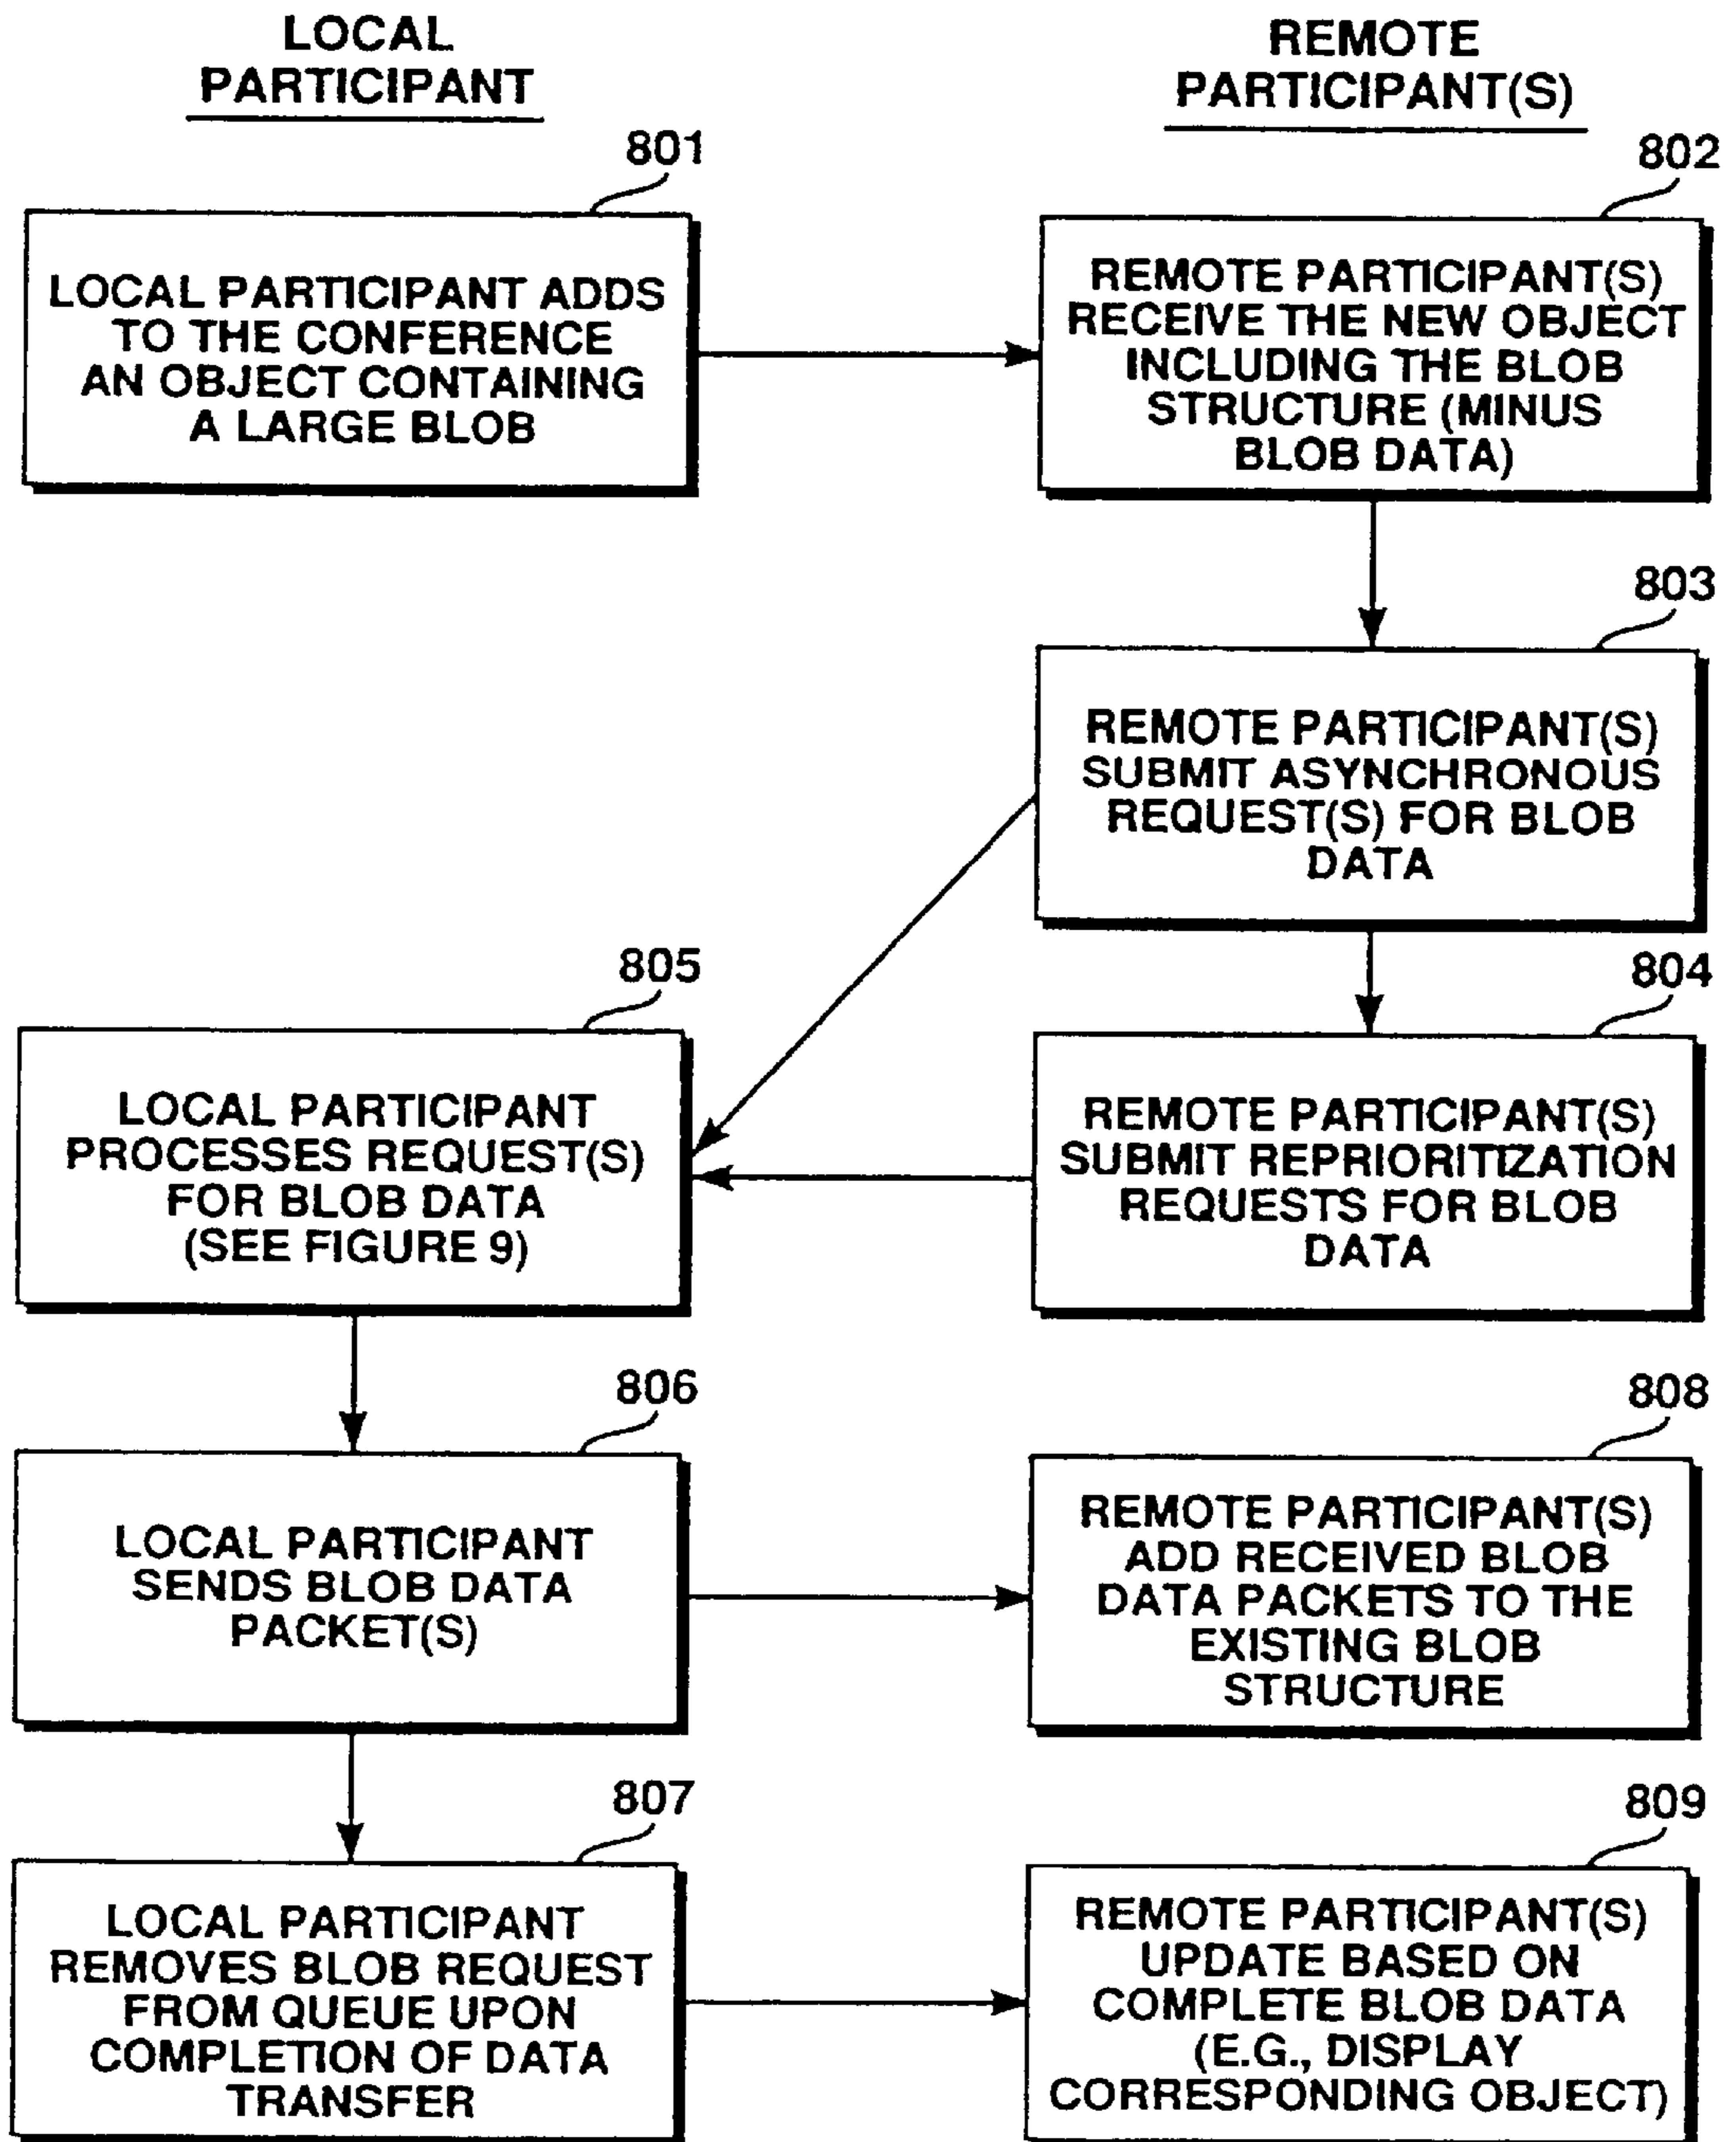 LOCAL
PARTICIPANT
REMOTE
PARTICIPANT(S)
801
LOCAL PARTICIPANT ADDS
TO THE CONFERENCE
AN OBJECT CONTAINING
A LARGE BLOB
802
REMOTE PARTICIPANT(S)
RECEIVE THE NEW OBJECT
INCLUDING THE BLOB
STRUCTURE (MINUS
BLOB DATA)
803
REMOTE PARTICIPANT(S)
SUBMIT ASYNCHRONOUS
REQUEST(S) FOR BLOB
DATA
805
LOCAL PARTICIPANT
PROCESSES REQUEST(S)
FOR BLOB DATA
(SEE FIGURE 9)
804
REMOTE PARTICIPANT(S)
SUBMIT REPRIORITIZATION
REQUESTS FOR BLOB
DATA
806
LOCAL PARTICIPANT
SENDS BLOB DATA
PACKET(S)
808
REMOTE PARTICIPANT(S)
ADD RECEIVED BLOB
DATA PACKETS TO THE
EXISTING BLOB
STRUCTURE
807
LOCAL PARTICIPANT
REMOVES BLOB REQUEST
FROM QUEUE UPON
COMPLETION OF DATA
TRANSFER
809
REMOTE PARTICIPANT(S)
UPDATE BASED ON
COMPLETE BLOB DATA
(E.G., DISPLAY
CORRESPONDING OBJECT)